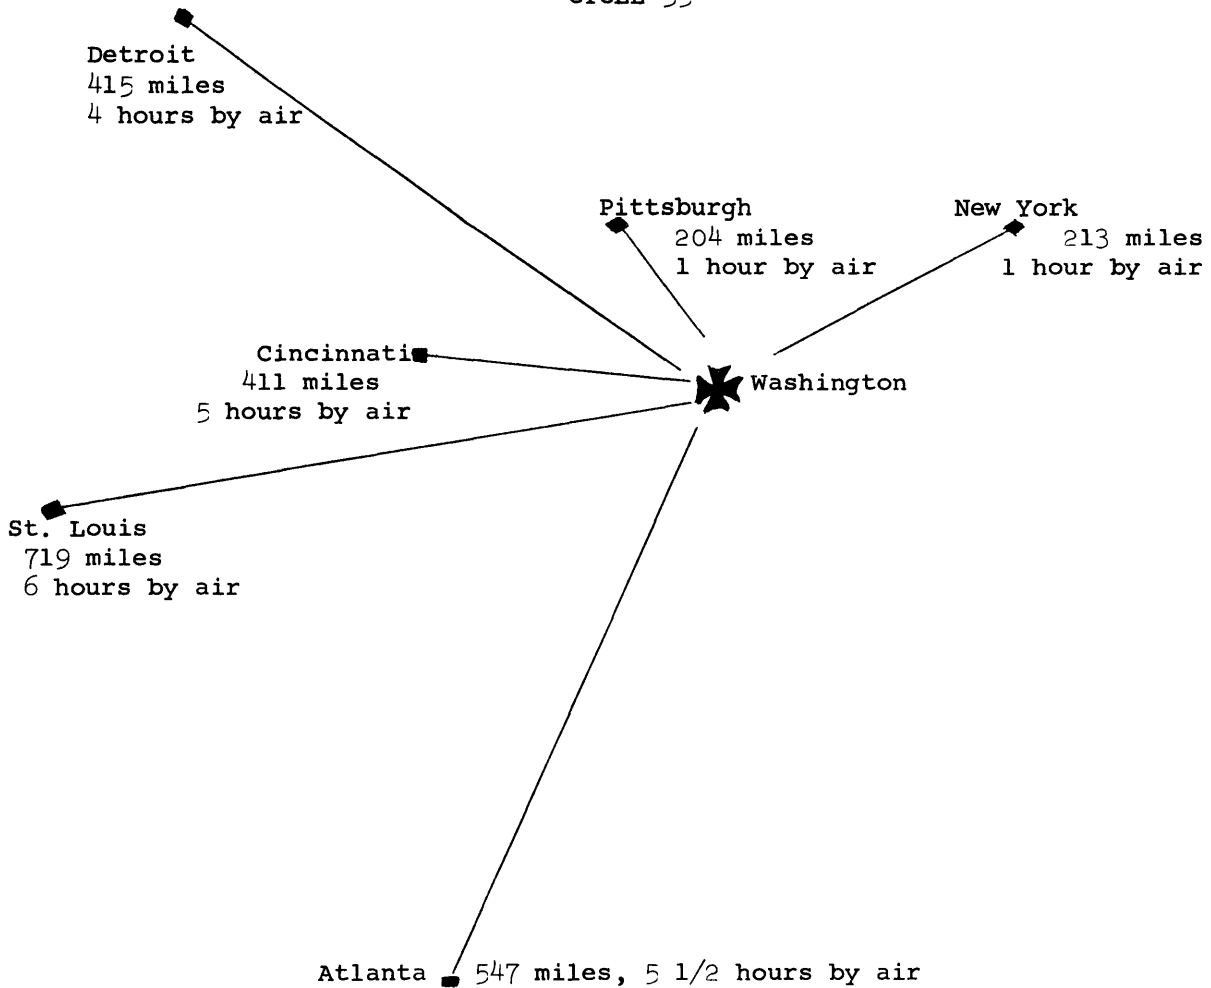 Detroit
415 miles
4 hours by air
Pittsburgh
204 miles
1 hour by air
New York
213 miles
1 hour by air
Cincinnati
411 miles
5 hours by air
Washington
St. Louis
719 miles
6 hours by air
Atlanta 547 miles, 5 1/2 hours by air